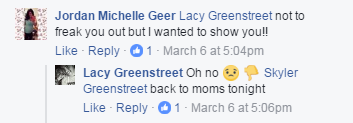 Jordan Michelle Geer Lacy Greenstreet not to
freak you out but I wanted to show you!!
Like · Reply · 1 · March 6 at 5:04pm
Lacy Greenstreet Oh no 😟 👇 Skyler
Greenstreet back to moms tonight
Like · Reply · 1 · March 6 at 5:06pm